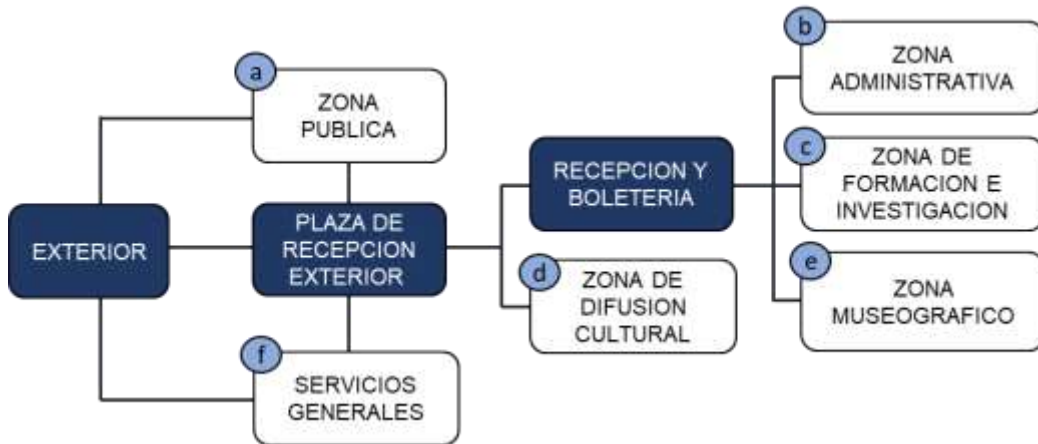 a
ZONA
PUBLICA
EXTERIOR
PLAZA DE
RECEPCION
EXTERIOR
f
SERVICIOS
GENERALES
RECEPCION Y
BOLETERIA
d
ZONA DE
DIFUSION
CULTURAL
b
ZONA
ADMINISTRATIVA
c
ZONA DE
FORMACION E
INVESTIGACION
e
ZONA
MUSEOGRAFICO